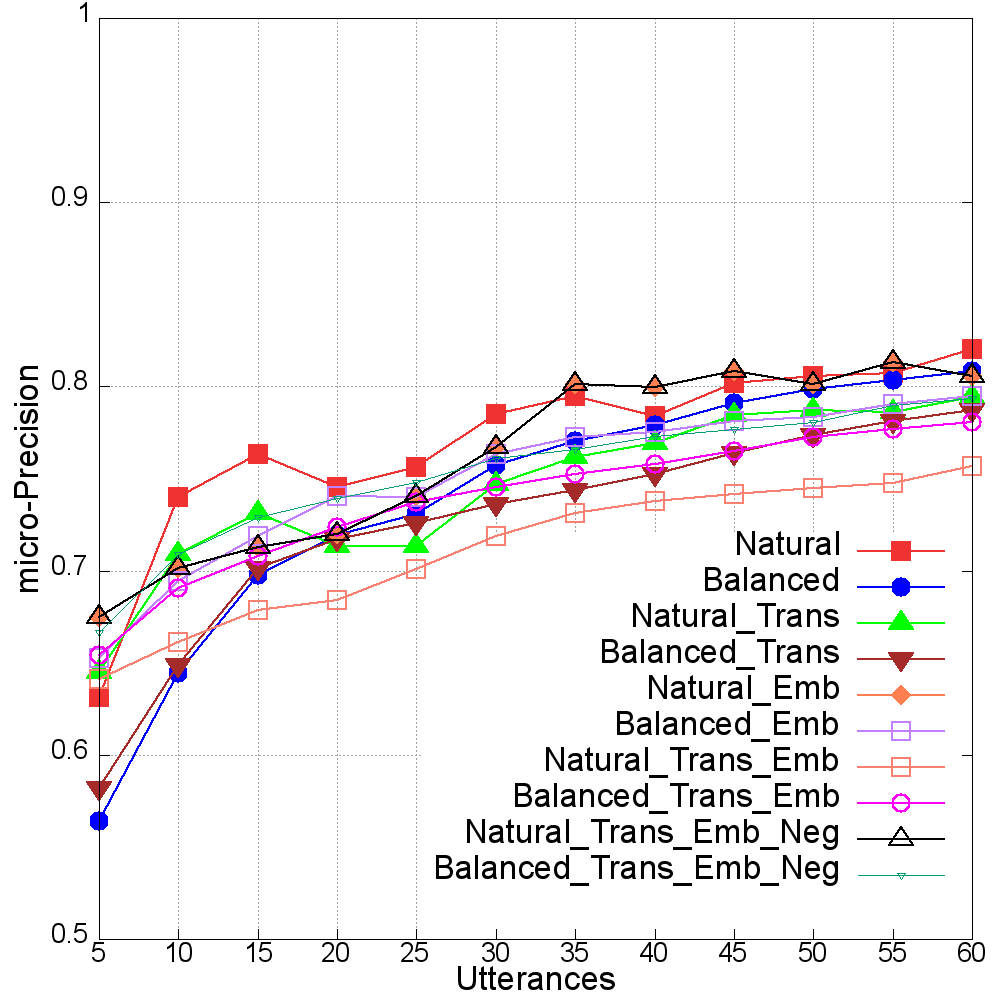 1
0.9
0.8
0.7
0.6
0.5
micro-Precision
Natural
Balanced
Natural_Trans
Balanced_Trans
Natural_Emb
Balanced_Emb
Natural_Trans_Emb
Balanced_Trans_Emb
Natural_Trans_Emb_Neg
Balanced_Trans_Emb_Neg
5 10 15 20 25 30 35 40 45 50 55 60
Utterances